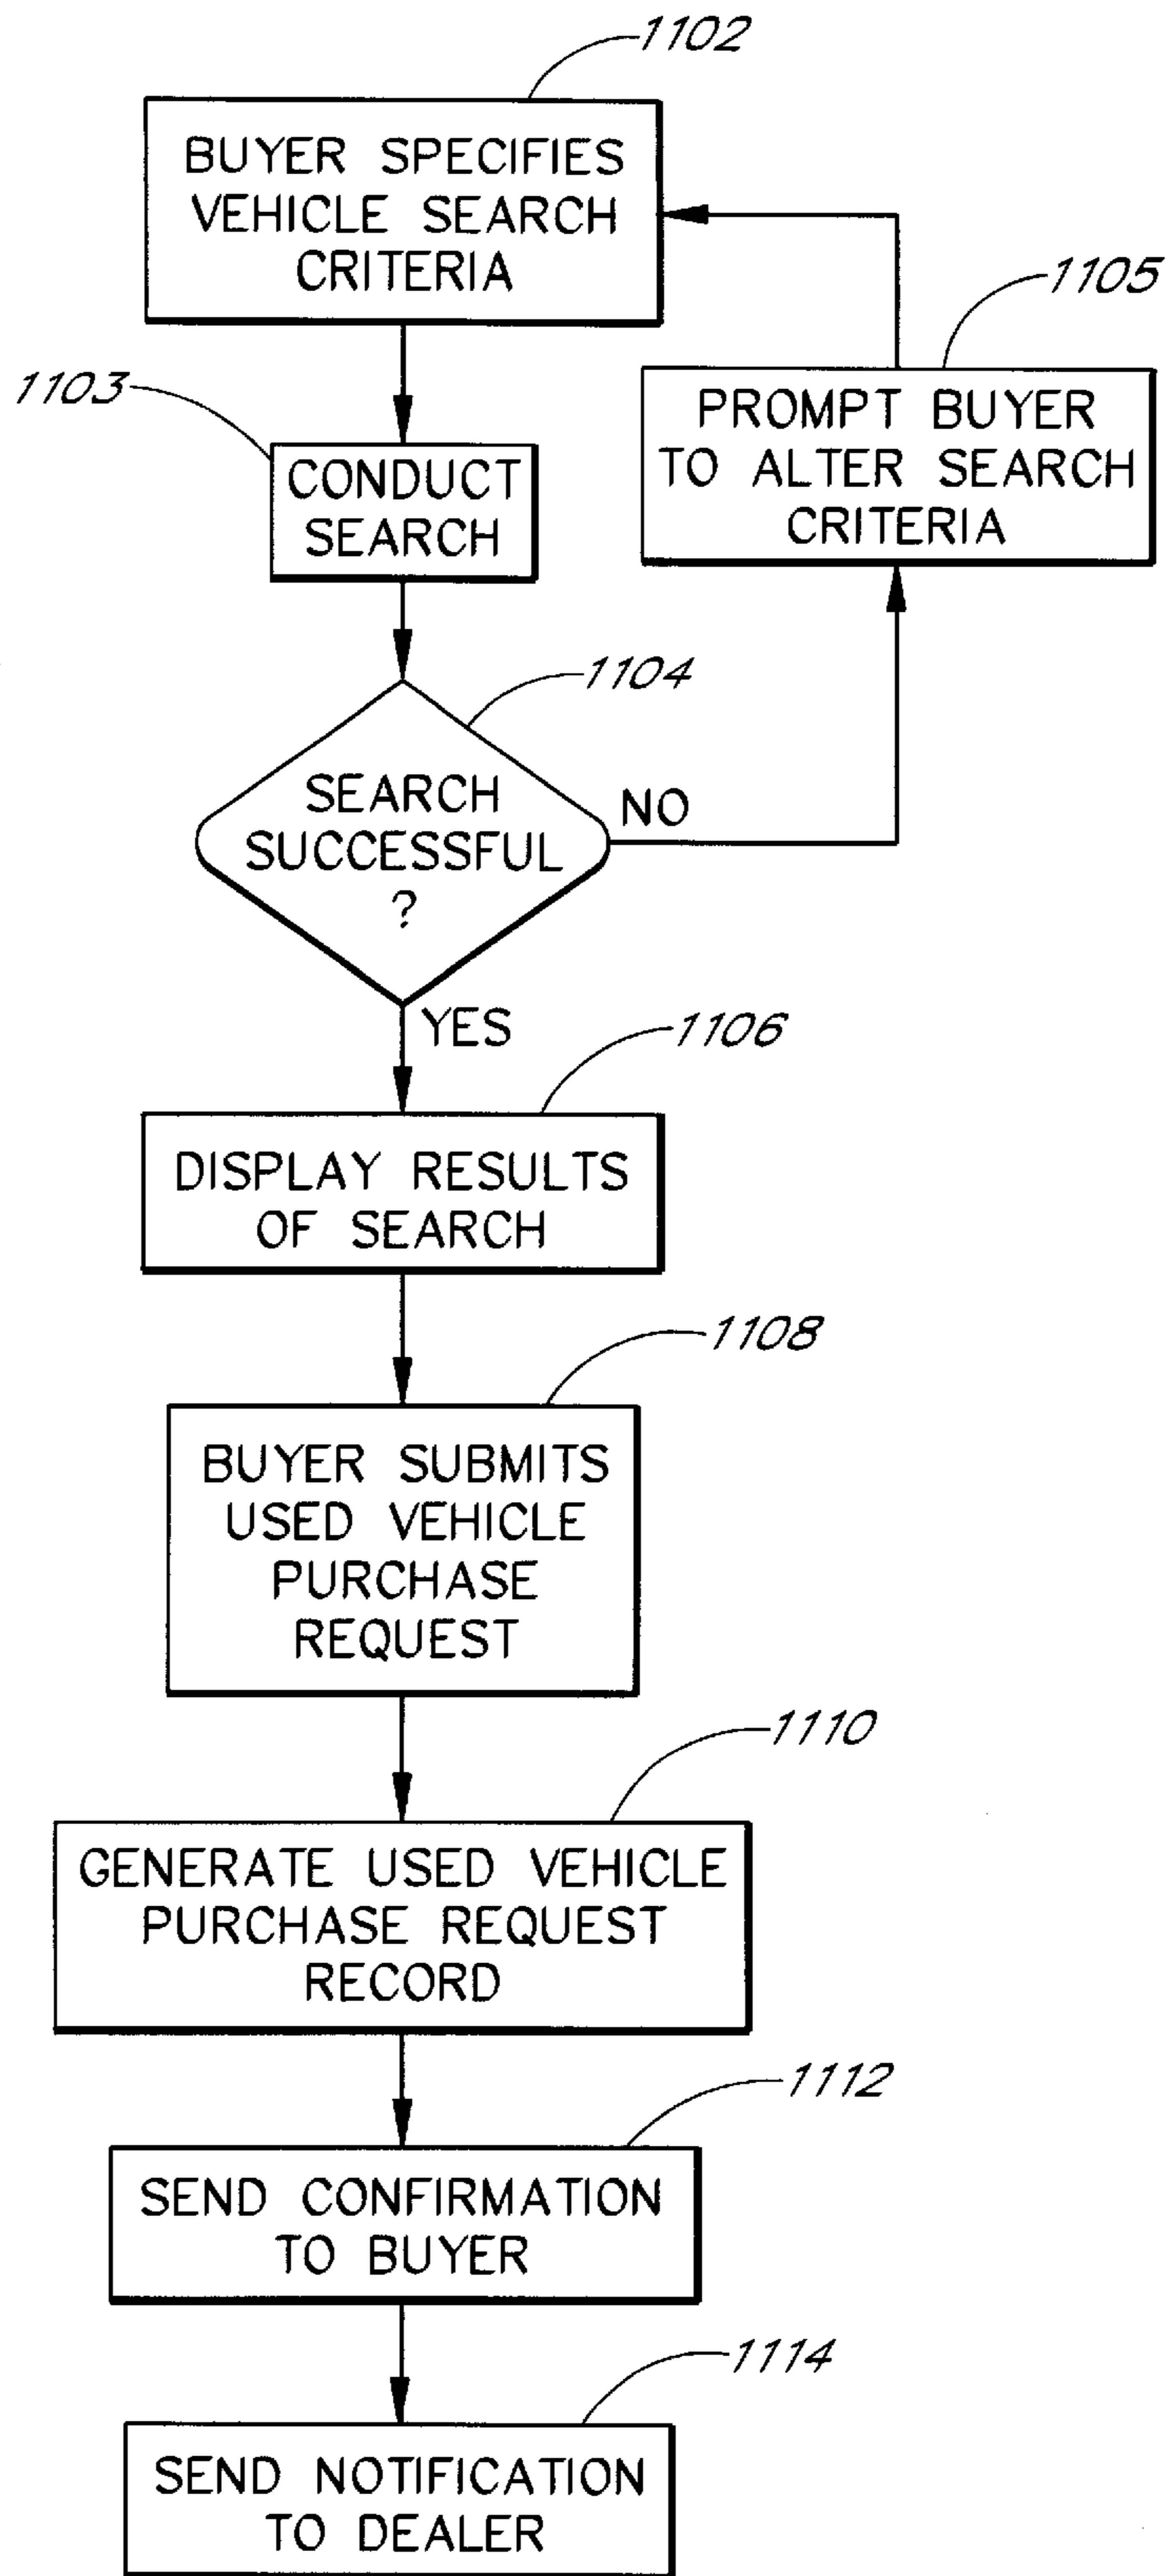 1102
BUYER SPECIFIES
VEHICLE SEARCH
CRITERIA
1105
PROMPT BUYER
TO ALTER SEARCH
CRITERIA
1103
CONDUCT
SEARCH
1104
SEARCH
SUCCESSFUL
?
NO
YES
1106
DISPLAY RESULTS
OF SEARCH
1108
BUYER SUBMITS
USED VEHICLE
PURCHASE
REQUEST
1110
GENERATE USED VEHICLE
PURCHASE REQUEST
RECORD
1112
SEND CONFIRMATION
TO BUYER
1114
SEND NOTIFICATION
TO DEALER